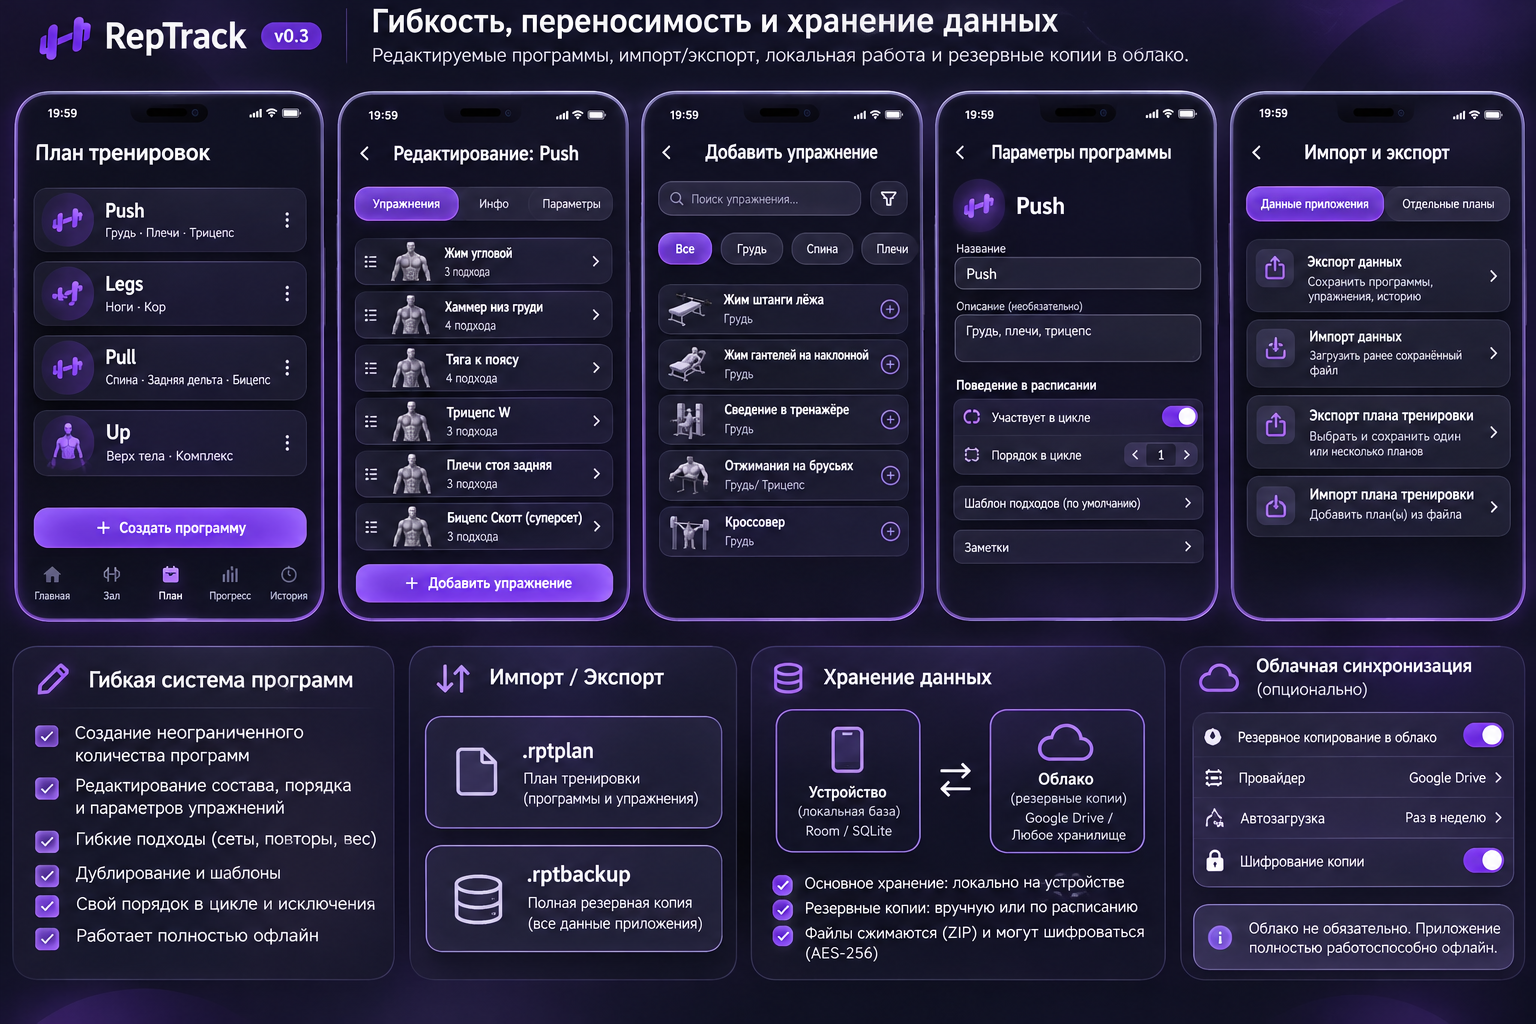 RepTrack v0.3
Гибкость, переносимость и хранение данных
Редактируемые программы, импорт/экспорт, локальная работа и резервные копии в облако.
19:59
План тренировок
Push
Грудь · Плечи · Трицепс
Legs
Ноги · Кор
Pull
Спина · Задняя дельта · Бицепс
Up
Верх тела · Комплекс
+ Создать программу
Главная
Зал
План
Прогресс
История
19:59
Редактирование: Push
Упражнения
Инфо
Параметры
Жим угловой
3 подхода
Хаммер низ груди
4 подхода
Тяга к поясу
4 подхода
Трицепс W
3 подхода
Плечи стоя задняя
3 подхода
Бицепс Скотт (суперсет)
3 подхода
+ Добавить упражнение
19:59
Добавить упражнение
Поиск упражнения...
Все
Грудь
Спина
Плечи
Жим штанги лёжа
Грудь
Жим гантелей на наклонной
Грудь
Сведение в тренажёре
Грудь
Отжимания на брусьях
Грудь/ Трицепс
Кроссовер
Грудь
19:59
Параметры программы
Push
Название
Push
Описание (необязательно)
Грудь, плечи, трицепс
Поведение в расписании
Участвует в цикле
Порядок в цикле
1
Шаблон подходов (по умолчанию)
Заметки
19:59
Импорт и экспорт
Данные приложения
Отдельные планы
Экспорт данных
Сохранить программы,
упражнения, историю
Импорт данных
Загрузить ранее сохранённый
файл
Экспорт плана тренировки
Выбрать и сохранить один
или несколько планов
Импорт плана тренировки
Добавить план(ы) из файла
Гибкая система программ
Создание неограниченного
количества программ
Редактирование состава, порядка
и параметров упражнений
Гибкие подходы (сеты, повторы, вес)
Дублирование и шаблоны
Свой порядок в цикле и исключения
Работает полностью офлайн
Импорт / Экспорт
.rptplan
План тренировки
(программы и упражнения)
.rptbackup
Полная резервная копия
(все данные приложения)
Хранение данных
Устройство
(локальная база)
Room / SQLite
Облако
(резервные копии)
Google Drive /
Любое хранилище
Основное хранение: локально на устройстве
Резервные копии: вручную или по расписанию
Файлы сжимаются (ZIP) и могут шифроваться
(AES-256)
Облачная синхронизация
(опционально)
Резервное копирование в облако
Провайдер
Google Drive
Автозагрузка
Раз в неделю
Шифрование копии
Облако не обязательно. Приложение
полностью работоспособно офлайн.